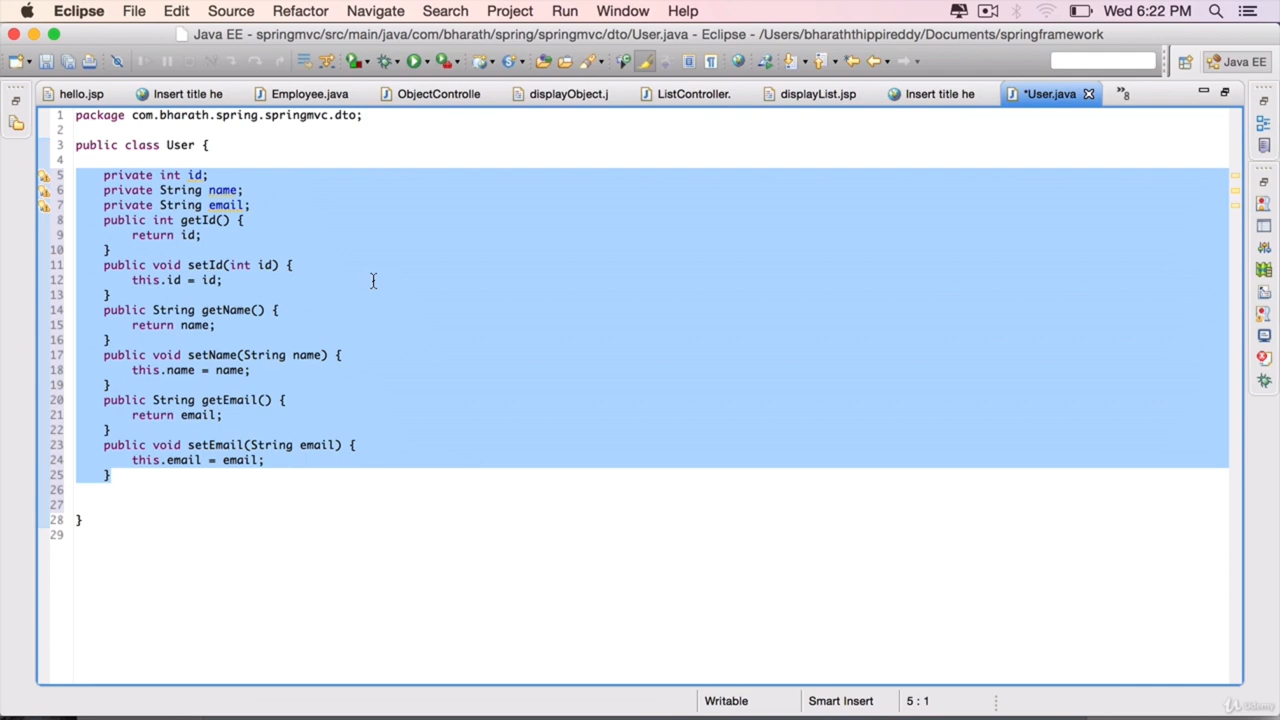 Eclipse File Edit Source Refactor Navigate Search Project Run Window Help Wed 6:22 PM
Java EE - springmvc/src/main/java/com/bharath/spring/springmvc/dto/User.java - Eclipse - /Users/bharaththippireddy/Documents/springframework
Java EE
hello.jsp Insert title he Employee.java ObjectControlle displayObject.j ListController. displayList.jsp Insert title he *User.java »8
1 package com.bharath.spring.springmvc.dto;
2
3 public class User {
4
5 private int id;
6 private String name;
7 private String email;
8 public int getId() {
9 return id;
10 }
11 public void setId(int id) {
12 this.id = id;
13 }
14 public String getName() {
15 return name;
16 }
17 public void setName(String name) {
18 this.name = name;
19 }
20 public String getEmail() {
21 return email;
22 }
23 public void setEmail(String email) {
24 this.email = email;
25 }
26
27
28 }
29
Writable Smart Insert 5 : 1
Udemy